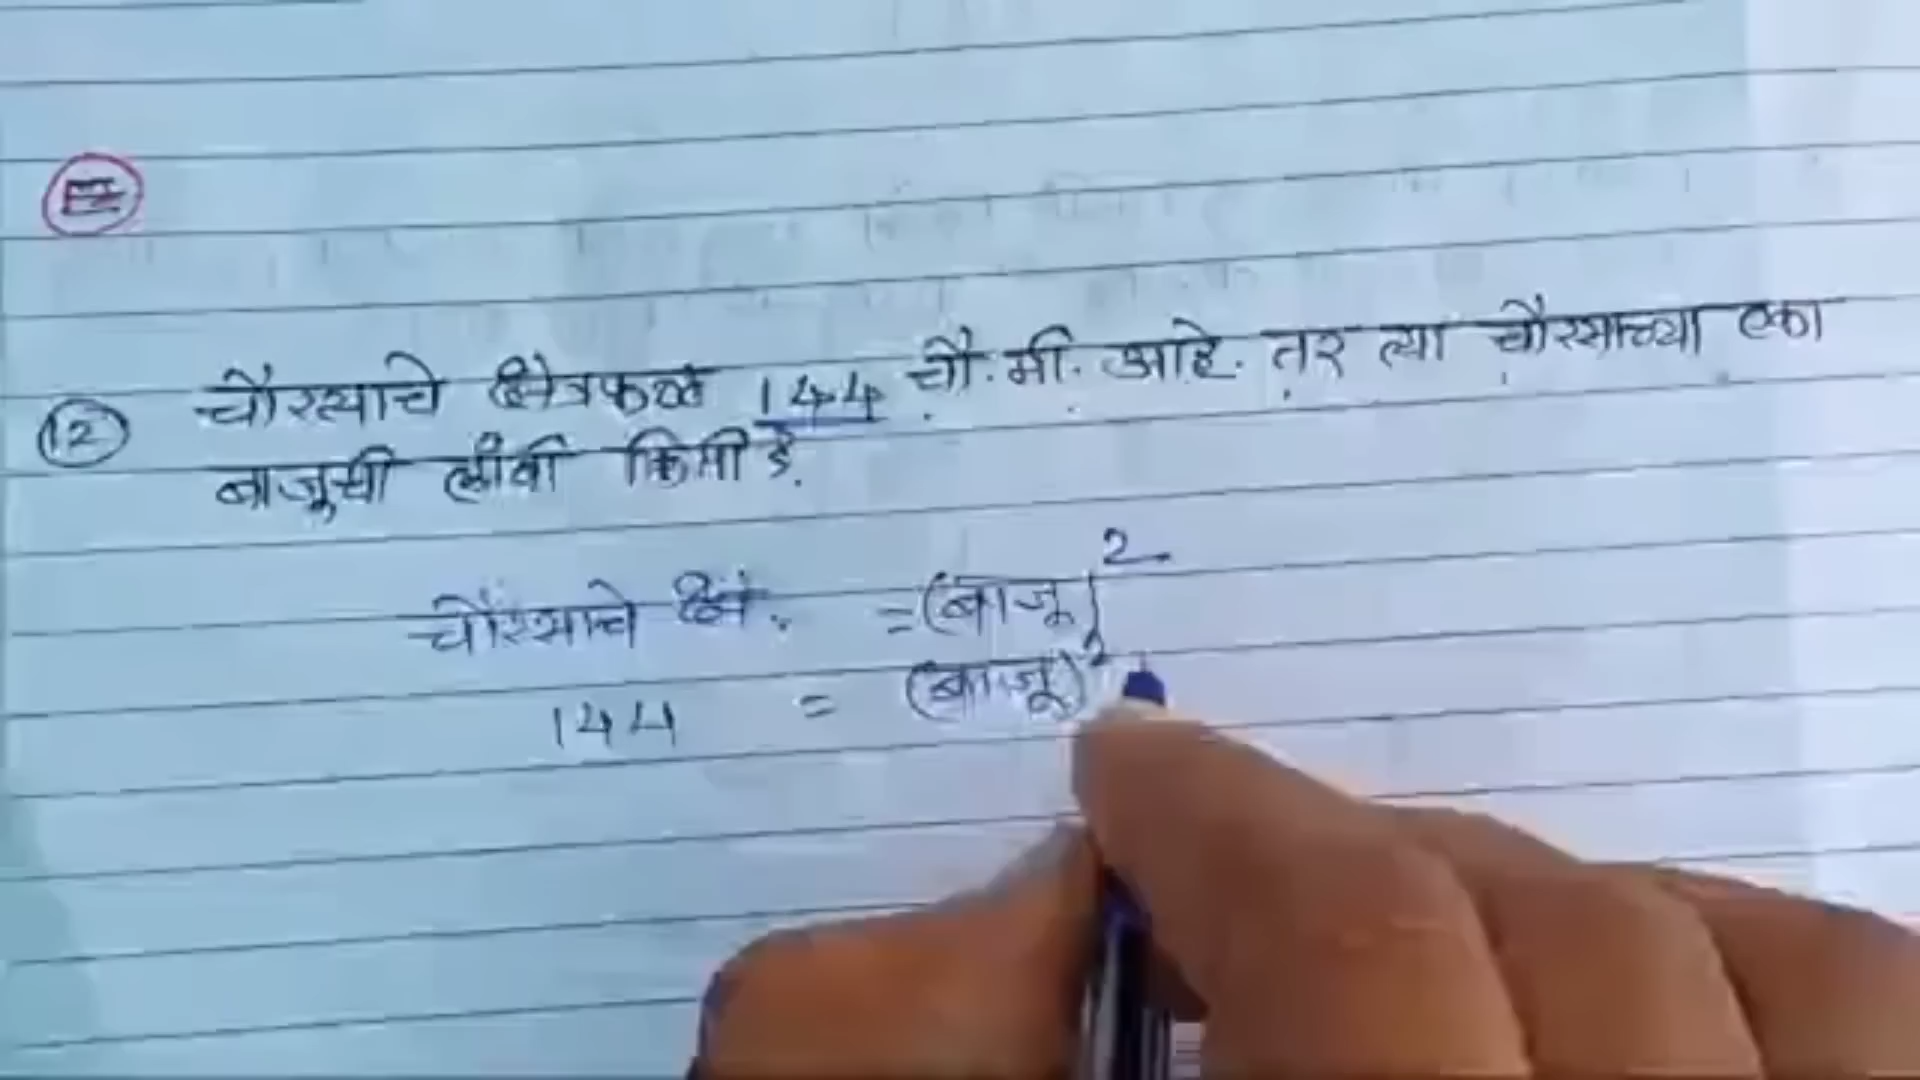 (12) चौरसाचे क्षेत्रफळ 144 चौ.मी. आहे. तर त्या चौरसाच्या एका
बाजूची लांबी किती ?.
चौरसाचे क्षे. = (बाजू)²
144 = (बाजू)²